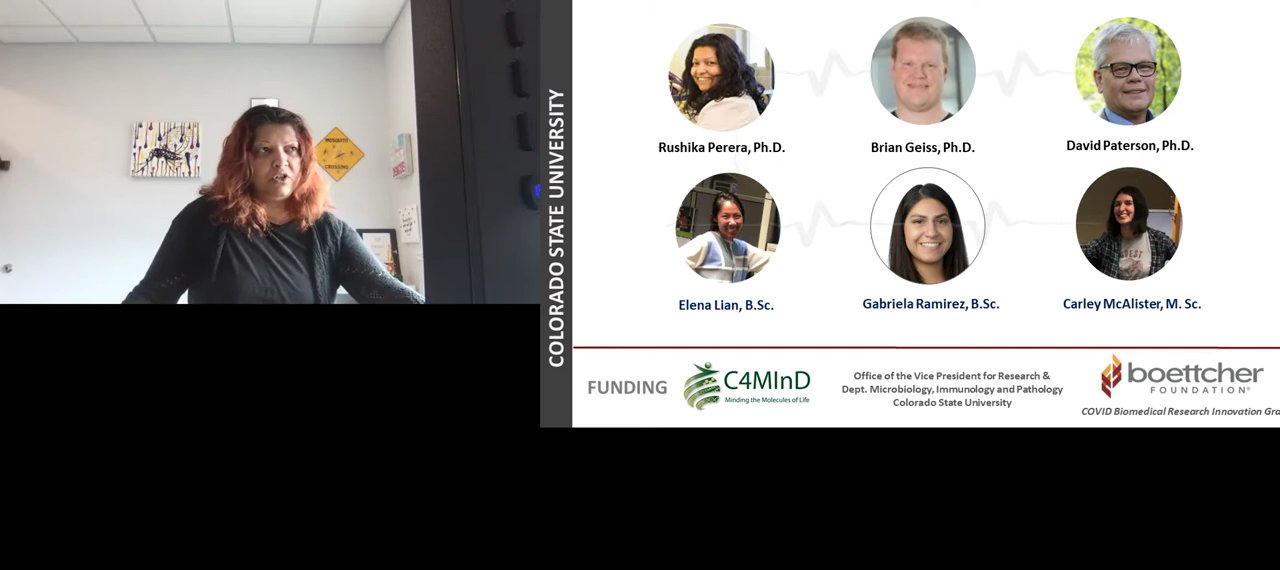 MOSQUITO
CROSSING
COLORADO STATE UNIVERSITY
Rushika Perera, Ph.D.
Brian Geiss, Ph.D.
David Paterson, Ph.D.
Elena Lian, B.Sc.
Gabriela Ramirez, B.Sc.
Carley McAlister, M. Sc.
FUNDING
C4MInD
Minding the Molecules of Life
Office of the Vice President for Research &
Dept. Microbiology, Immunology and Pathology
Colorado State University
boettcher
FOUNDATION®
COVID Biomedical Research Innovation Gra